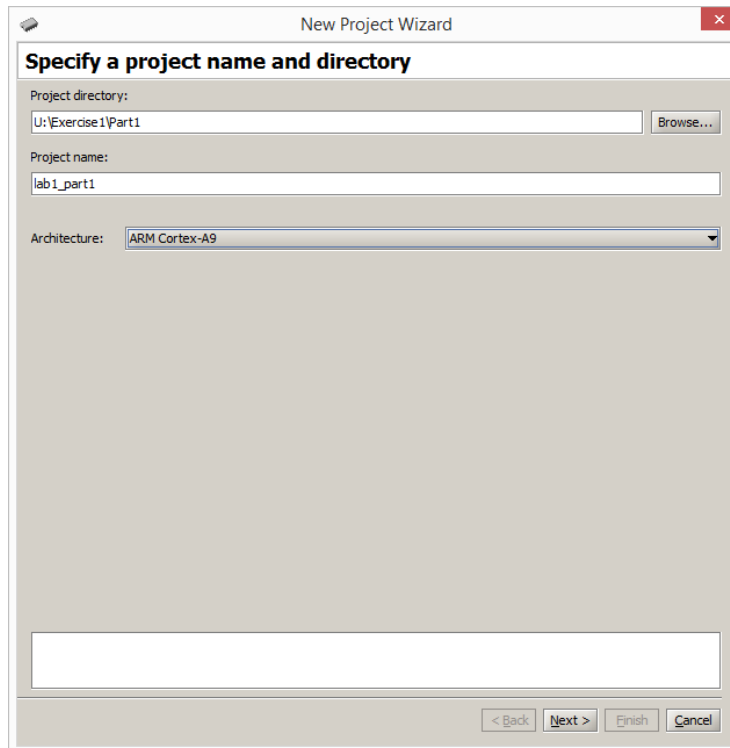 New Project Wizard
Specify a project name and directory
Project directory:
U:\Exercise1\Part1
Browse...
Project name:
lab1_part1
Architecture: ARM Cortex-A9
< Back Next > Finish Cancel